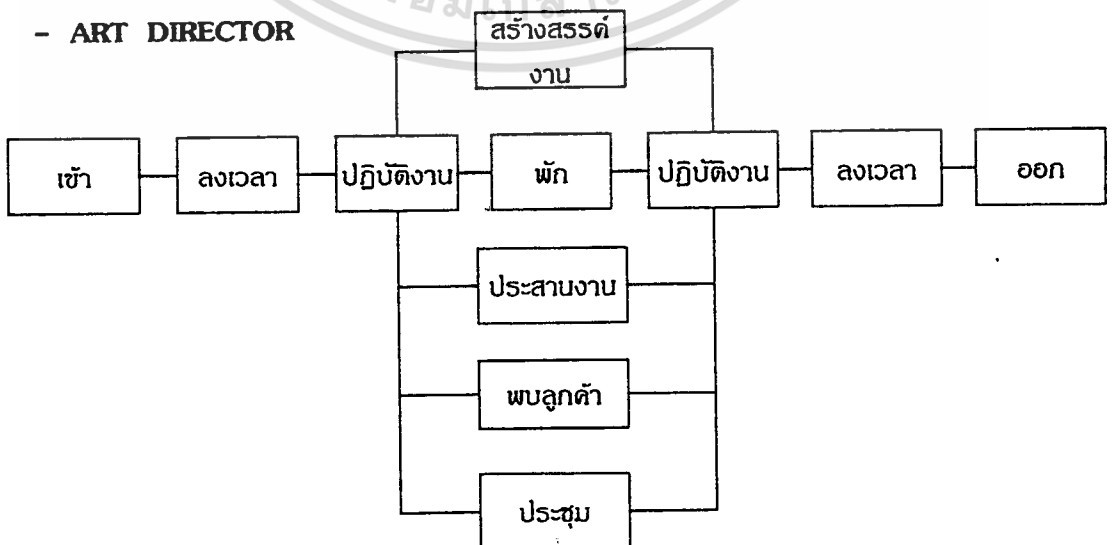 - ART DIRECTOR
สร้างสรรค์
งาน
เข้า
ลงเวลา
ปฏิบัติงาน
พัก
ปฏิบัติงาน
ลงเวลา
ออก
ประสานงาน
พบลูกค้า
ประชุม